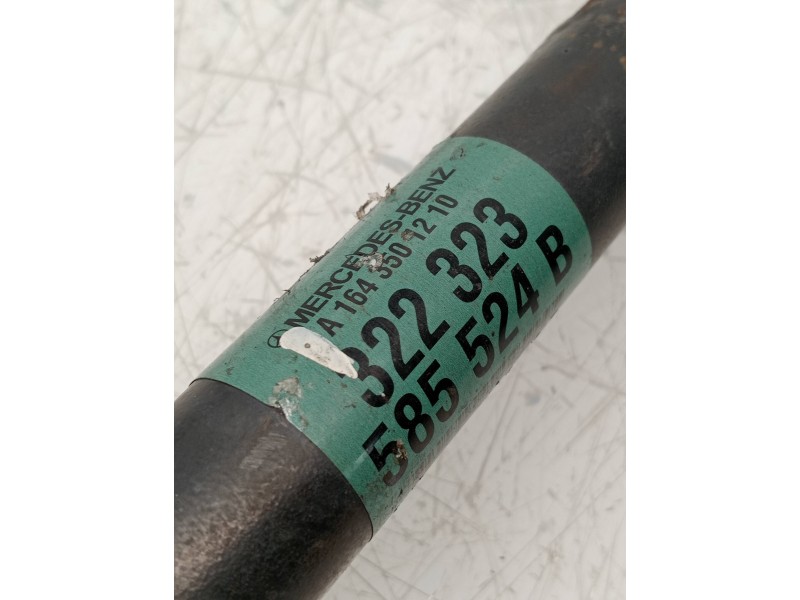 MERCEDES-BENZ
A 164 350 12 10
322 323
585 524 B